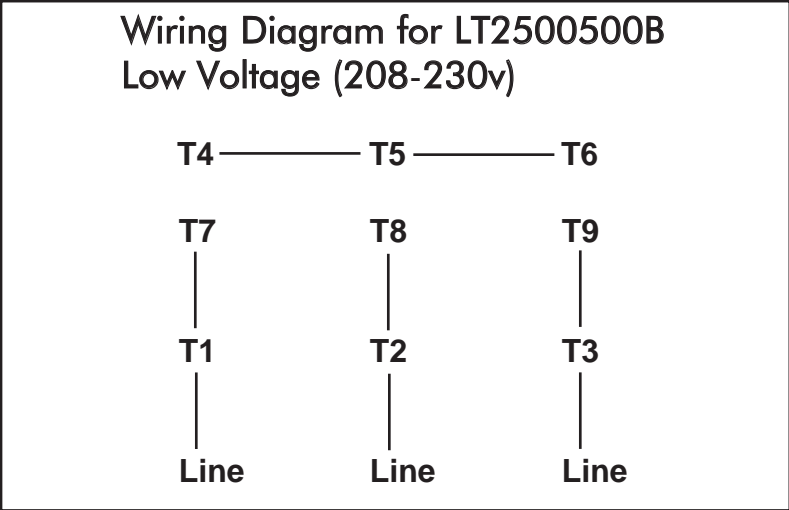 Wiring Diagram for LT2500500B
Low Voltage (208-230v)
T4 T5 T6
T7 T8 T9
T1 T2 T3
Line Line Line